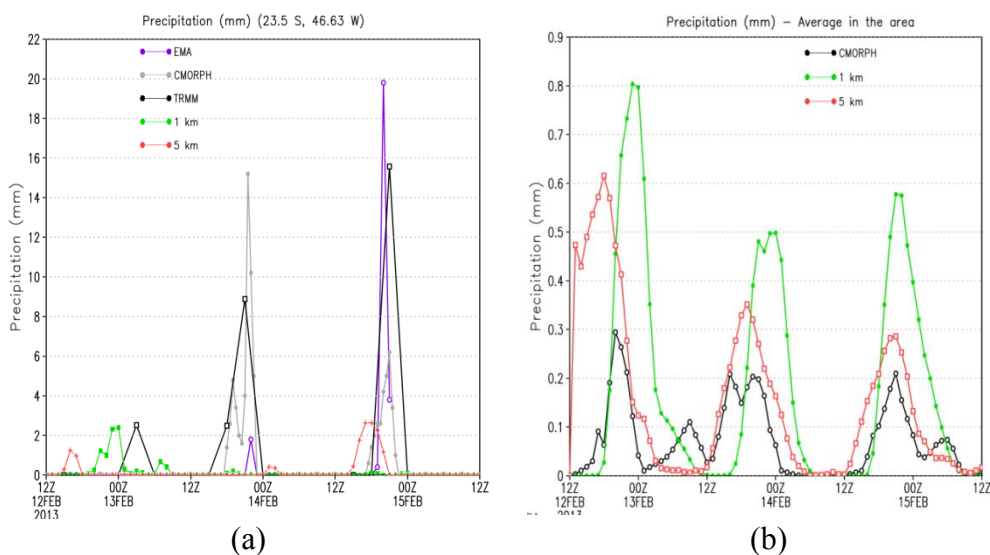 Precipitation (mm) (23.5 S, 46.63 W)
22
20
18
16
14
12
10
8
6
4
2
0
Precipitation (mm)
EMA
CMORPH
TRMM
1 km
5 km
12Z 00Z 12Z 00Z 12Z 00Z 12Z
12FEB 13FEB 14FEB 15FEB
2013
(a)
Precipitation (mm) – Average in the area
0.9
0.8
0.7
0.6
0.5
0.4
0.3
0.2
0.1
0
Precipitation (mm)
CMORPH
1 km
5 km
12Z 00Z 12Z 00Z 12Z 00Z 12Z
12FEB 13FEB 14FEB 15FEB
(b)